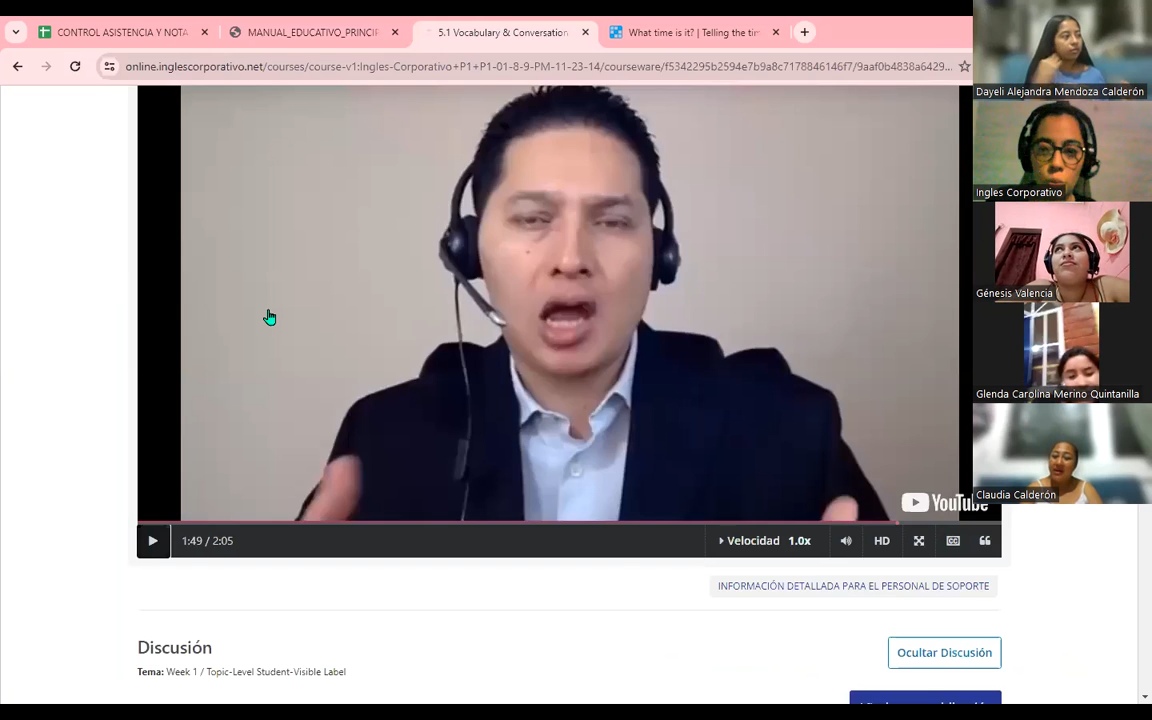 CONTROL ASISTENCIA Y NOTA
MANUAL_EDUCATIVO_PRINCIF
5.1 Vocabulary & Conversation
What time is it? | Telling the tim
online.inglescorporativo.net/courses/course-v1:Ingles-Corporativo+P1+P1-01-8-9-PM-11-23-14/courseware/f5342295b2594e7b9a8c7178846146f7/9aaf0b4838a6429...
Dayeli Alejandra Mendoza Calderón
Ingles Corporativo
Génesis Valencia
Glenda Carolina Merino Quintanilla
Claudia Calderón
YouTube
1:49 / 2:05
Velocidad 1.0x
HD
CC
INFORMACIÓN DETALLADA PARA EL PERSONAL DE SOPORTE
Discusión
Ocultar Discusión
Tema: Week 1 / Topic-Level Student-Visible Label